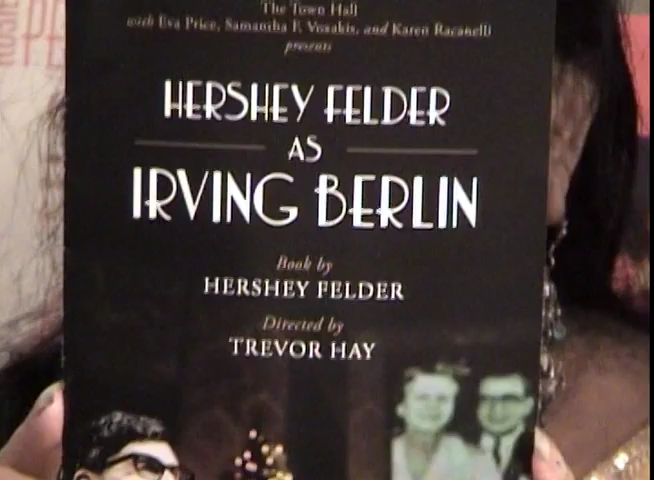 The Town Hall
with Eva Price, Samantha F. Voxakis, and Karen Racanelli
presents
HERSHEY FELDER
AS
IRVING BERLIN
Book by
HERSHEY FELDER
Directed by
TREVOR HAY